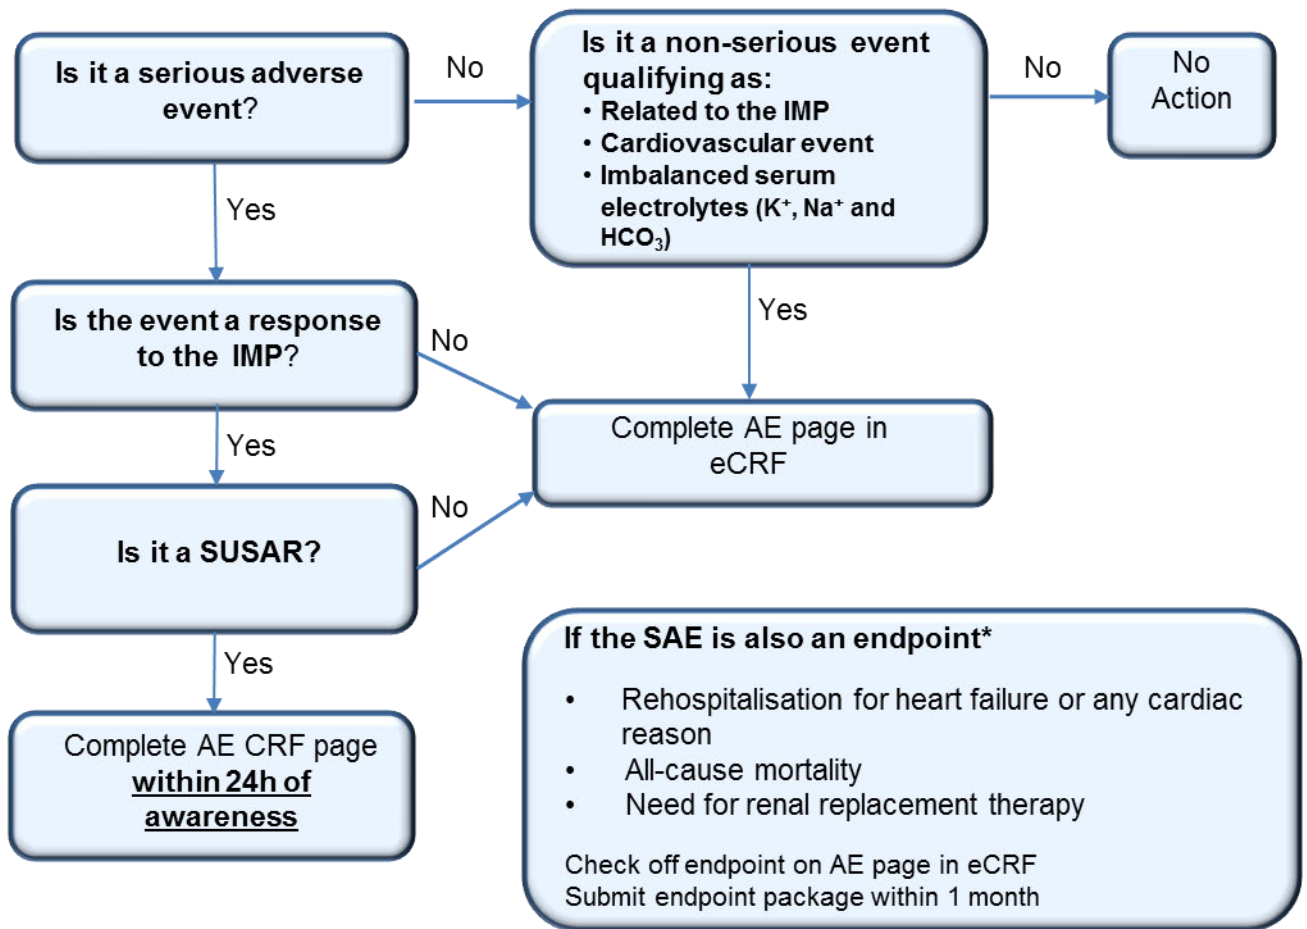 Is it a serious adverse
event?
No
Is it a non-serious event
qualifying as:
• Related to the IMP
• Cardiovascular event
• Imbalanced serum
electrolytes (K⁺, Na⁺ and
HCO₃)
No
No
Action
Yes
Yes
Is the event a response
to the IMP?
No
Complete AE page in
eCRF
Yes
Is it a SUSAR?
No
Yes
Complete AE CRF page
within 24h of
awareness
If the SAE is also an endpoint*
• Rehospitalisation for heart failure or any cardiac
reason
• All-cause mortality
• Need for renal replacement therapy
Check off endpoint on AE page in eCRF
Submit endpoint package within 1 month